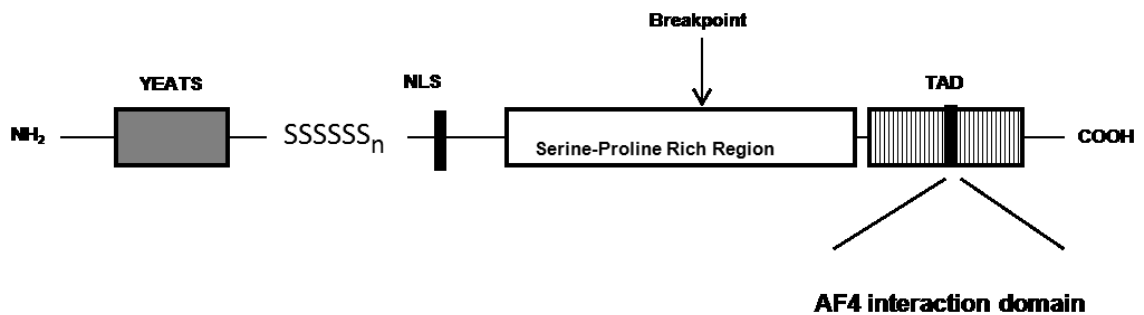 Breakpoint
YEATS
NLS
TAD
NH₂
SSSSSSₙ
Serine-Proline Rich Region
COOH
AF4 interaction domain